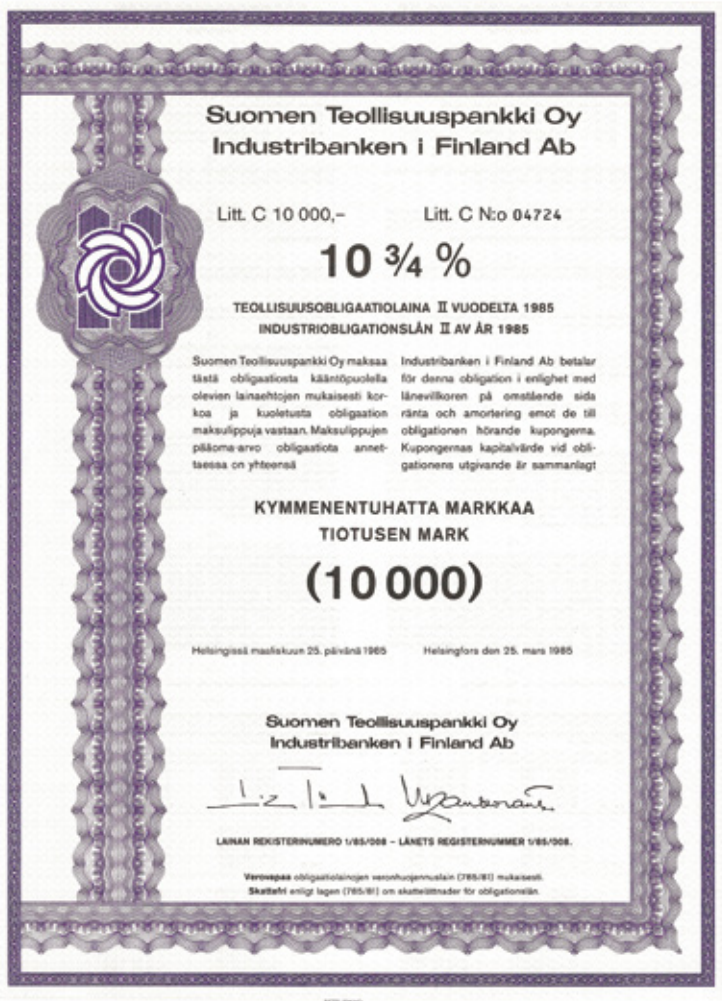 Suomen Teollisuuspankki Oy
Industribanken i Finland Ab
Litt. C 10 000,– Litt. C N:o 04724
10 ¾ %
TEOLLISUUSOBLIGAATIOLAINA II VUODELTA 1985
INDUSTRIOBLIGATIONSLÅN II AV ÅR 1985
Suomen Teollisuuspankki Oy maksaa
tästä obligaatiosta kääntöpuolella
olevien lainaehtojen mukaisesti kor-
koa ja kuoletusta obligaation
maksulippuja vastaan. Maksulippujen
pääoma-arvo obligaatiota annet-
taessa on yhteensä
Industribanken i Finland Ab betalar
för denna obligation i enlighet med
lånevillkoren på omstående sida
ränta och amortering emot de till
obligationen hörande kupongerna.
Kupongernas kapitalvärde vid obli-
gationens utgivande är sammanlagt
KYMMENENTUHATTA MARKKAA
TIOTUSEN MARK
(10 000)
Helsingissä maaliskuun 25. päivänä 1985 Helsingfors den 25. mars 1985
Suomen Teollisuuspankki Oy
Industribanken i Finland Ab
LAINAN REKISTERINUMERO 1/85/008 – LÅNETS REGISTERNUMMER 1/85/008.
Verovapaa obligaatiolainojen veronhuojennuslain (785/81) mukaisesti.
Skattefri enligt lagen (785/81) om skattelättnader för obligationslån.